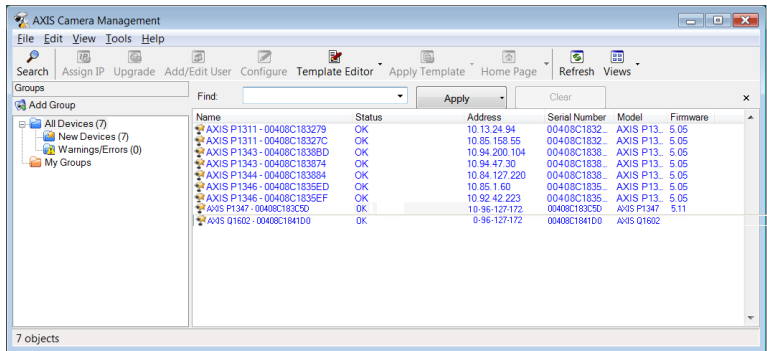 AXIS Camera Management
File Edit View Tools Help
Search Assign IP Upgrade Add/Edit User Configure Template Editor Apply Template Home Page Refresh Views
Groups
Add Group
All Devices (7)
New Devices (7)
Warnings/Errors (0)
My Groups
Find: Apply Clear
Name Status Address Serial Number Model Firmware
AXIS P1311 - 00408C183279 OK 10.13.24.94 00408C1832... AXIS P13... 5.05
AXIS P1311 - 00408C18327C OK 10.85.158.55 00408C1832... AXIS P13... 5.05
AXIS P1343 - 00408C1838BD OK 10.94.200.104 00408C1838... AXIS P13... 5.05
AXIS P1343 - 00408C183874 OK 10.94.47.30 00408C1838... AXIS P13... 5.05
AXIS P1344 - 00408C183884 OK 10.84.127.220 00408C1838... AXIS P13... 5.05
AXIS P1346 - 00408C1835ED OK 10.85.1.60 00408C1835... AXIS P13... 5.05
AXIS P1346 - 00408C1835EF OK 10.92.42.223 00408C1835... AXIS P13... 5.05
AXIS P1347 - 00408C183C5D OK 10-96-127-172 00408C183C5D AXIS P1347 5.11
AXIS Q1602 - 00408C1841D0 OK 0-96-127-172 00408C1841D0 AXIS Q1602
7 objects